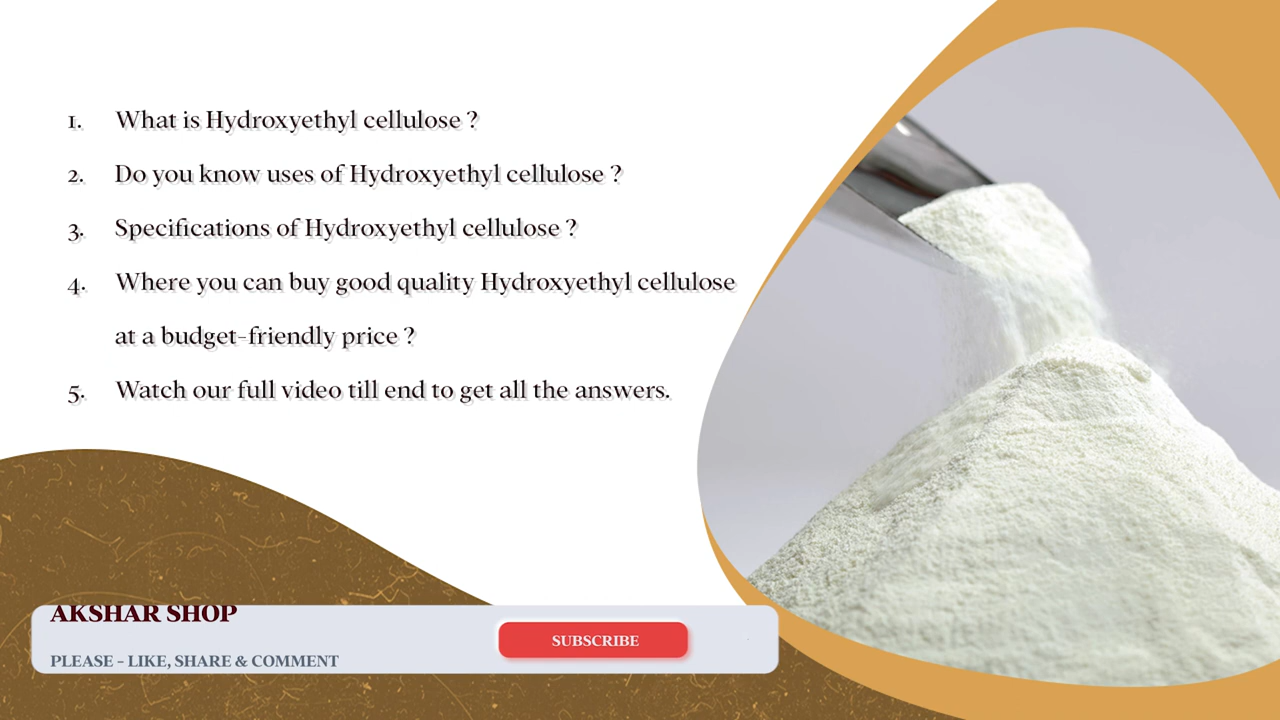 1. What is Hydroxyethyl cellulose ?
2. Do you know uses of Hydroxyethyl cellulose ?
3. Specifications of Hydroxyethyl cellulose ?
4. Where you can buy good quality Hydroxyethyl cellulose
at a budget-friendly price ?
5. Watch our full video till end to get all the answers.
AKSHAR SHOP
SUBSCRIBE
PLEASE - LIKE, SHARE & COMMENT